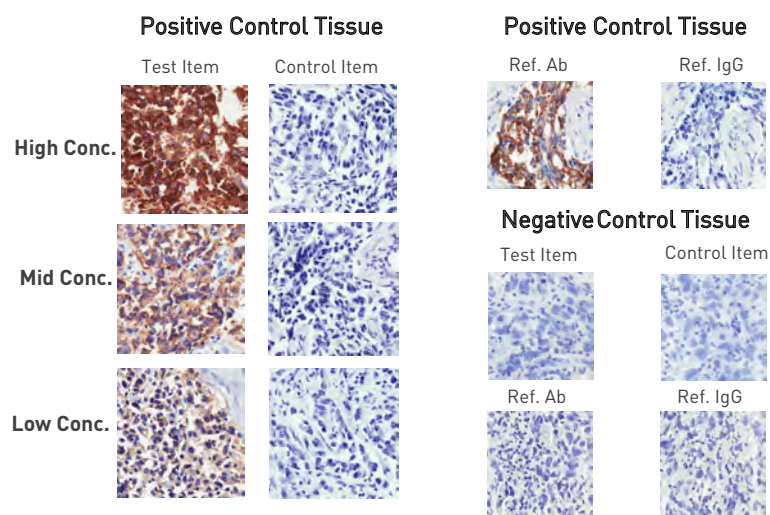 Positive Control Tissue
Test Item
Control Item
High Conc.
Mid Conc.
Low Conc.
Positive Control Tissue
Ref. Ab
Ref. IgG
Negative Control Tissue
Test Item
Control Item
Ref. Ab
Ref. IgG